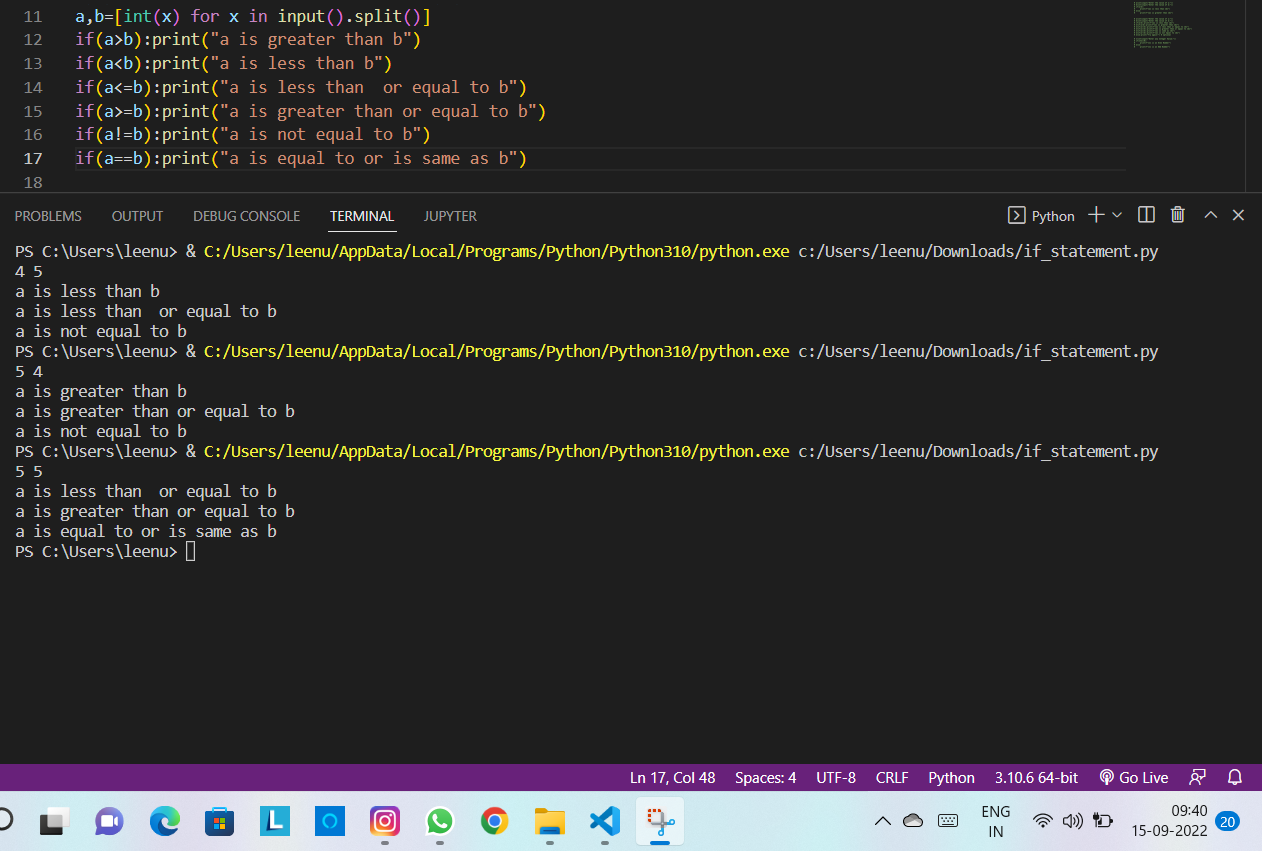 11 a,b=[int(x) for x in input().split()]
12 if(a>b):print("a is greater than b")
13 if(a<b):print("a is less than b")
14 if(a<=b):print("a is less than  or equal to b")
15 if(a>=b):print("a is greater than or equal to b")
16 if(a!=b):print("a is not equal to b")
17 if(a==b):print("a is equal to or is same as b")
18
PROBLEMS OUTPUT DEBUG CONSOLE TERMINAL JUPYTER Python
PS C:\Users\leenu> & C:/Users/leenu/AppData/Local/Programs/Python/Python310/python.exe c:/Users/leenu/Downloads/if_statement.py
4 5
a is less than b
a is less than  or equal to b
a is not equal to b
PS C:\Users\leenu> & C:/Users/leenu/AppData/Local/Programs/Python/Python310/python.exe c:/Users/leenu/Downloads/if_statement.py
5 4
a is greater than b
a is greater than or equal to b
a is not equal to b
PS C:\Users\leenu> & C:/Users/leenu/AppData/Local/Programs/Python/Python310/python.exe c:/Users/leenu/Downloads/if_statement.py
5 5
a is less than  or equal to b
a is greater than or equal to b
a is equal to or is same as b
PS C:\Users\leenu>
Ln 17, Col 48 Spaces: 4 UTF-8 CRLF Python 3.10.6 64-bit Go Live
L
ENG
IN
09:40
15-09-2022
20